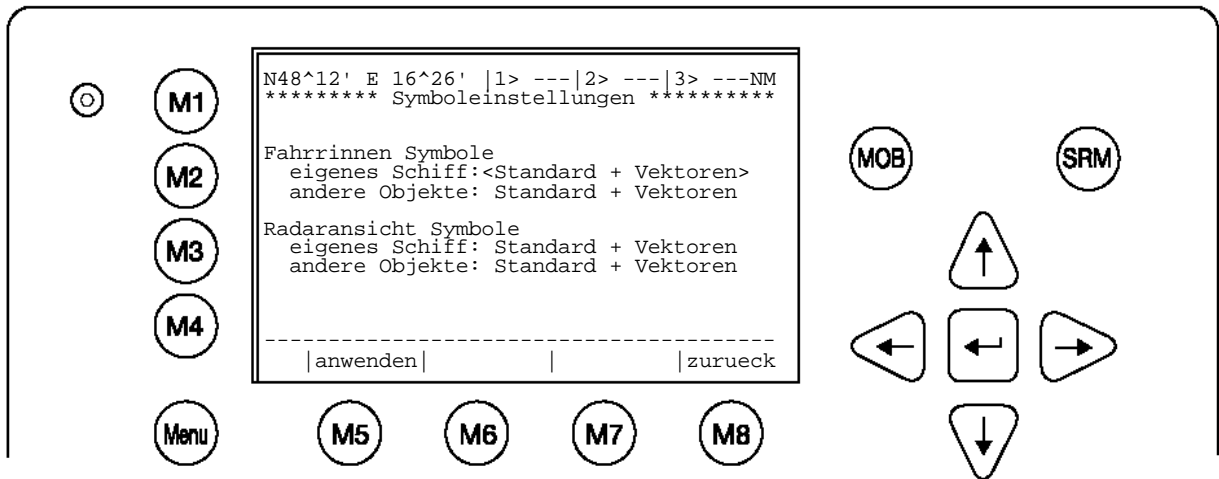 N48^12' E 16^26' |1> ---|2> ---|3> ---NM
********* Symboleinstellungen **********
Fahrrinnen Symbole
eigenes Schiff:<Standard + Vektoren>
andere Objekte: Standard + Vektoren
Radaransicht Symbole
eigenes Schiff: Standard + Vektoren
andere Objekte: Standard + Vektoren
----------------------------------------
|anwenden| | |zurueck
M1
M2
M3
M4
Menu
M5
M6
M7
M8
MOB
SRM